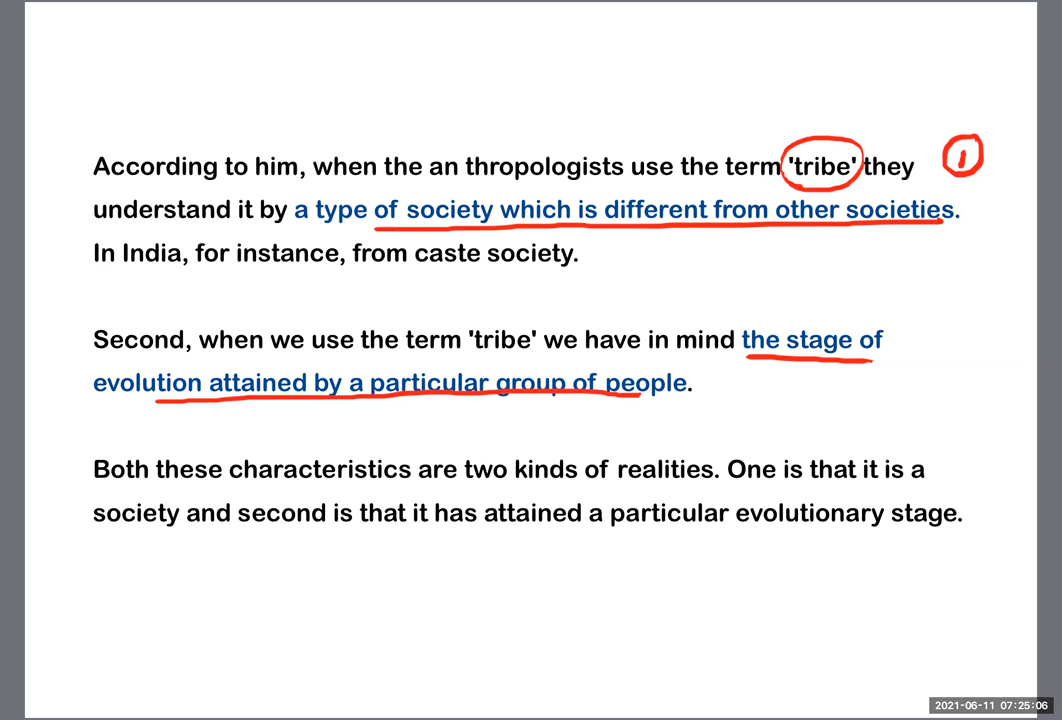 According to him, when the an thropologists use the term 'tribe' they
1
understand it by a type of society which is different from other societies.
In India, for instance, from caste society.
Second, when we use the term 'tribe' we have in mind the stage of
evolution attained by a particular group of people.
Both these characteristics are two kinds of realities. One is that it is a
society and second is that it has attained a particular evolutionary stage.
2021-06-11 07:25:06